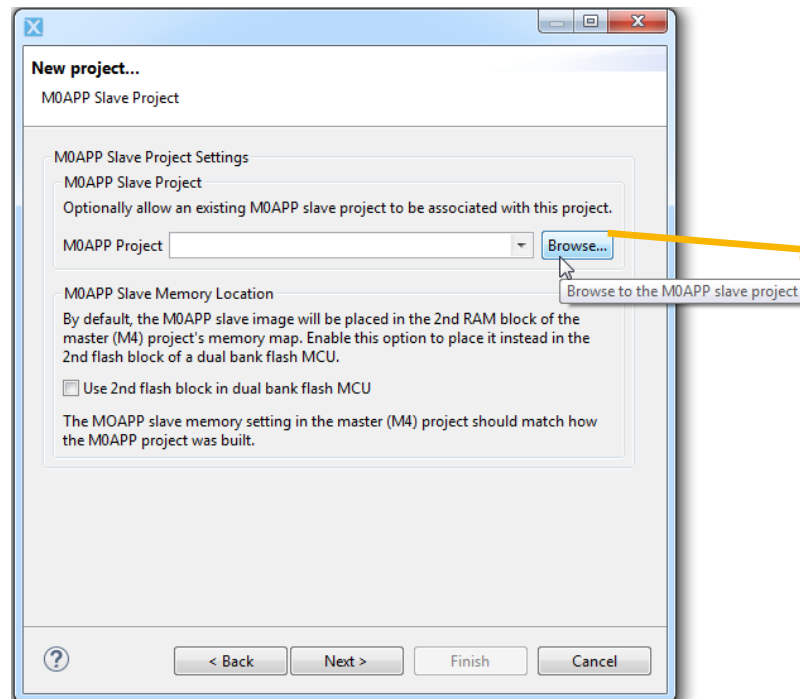 New project...
M0APP Slave Project
M0APP Slave Project Settings
M0APP Slave Project
Optionally allow an existing M0APP slave project to be associated with this project.
M0APP Project
Browse...
Browse to the M0APP slave project
M0APP Slave Memory Location
By default, the M0APP slave image will be placed in the 2nd RAM block of the
master (M4) project's memory map. Enable this option to place it instead in the
2nd flash block of a dual bank flash MCU.
Use 2nd flash block in dual bank flash MCU
The MOAPP slave memory setting in the master (M4) project should match how
the M0APP project was built.
< Back Next > Finish Cancel